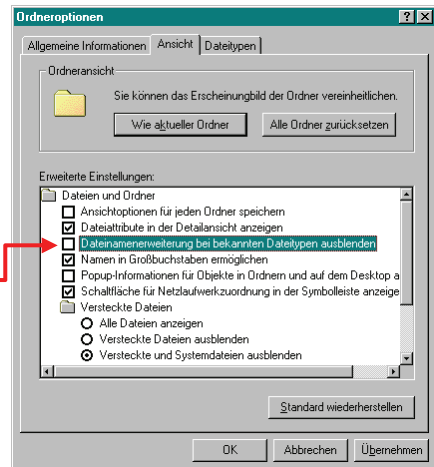 Ordneroptionen
Allgemeine Informationen Ansicht Dateitypen
Ordneransicht
Sie können das Erscheinungbild der Ordner vereinheitlichen.
Wie aktueller Ordner Alle Ordner zurücksetzen
Erweiterte Einstellungen:
Dateien und Ordner
Ansichtoptionen für jeden Ordner speichern
Dateiattribute in der Detailansicht anzeigen
Dateinamenerweiterung bei bekannten Dateitypen ausblenden
Namen in Großbuchstaben ermöglichen
Popup-Informationen für Objekte in Ordnern und auf dem Desktop a
Schaltfläche für Netzlaufwerkzuordnung in der Symbolleiste anzeige
Versteckte Dateien
Alle Dateien anzeigen
Versteckte Dateien ausblenden
Versteckte und Systemdateien ausblenden
Standard wiederherstellen
OK Abbrechen Übernehmen